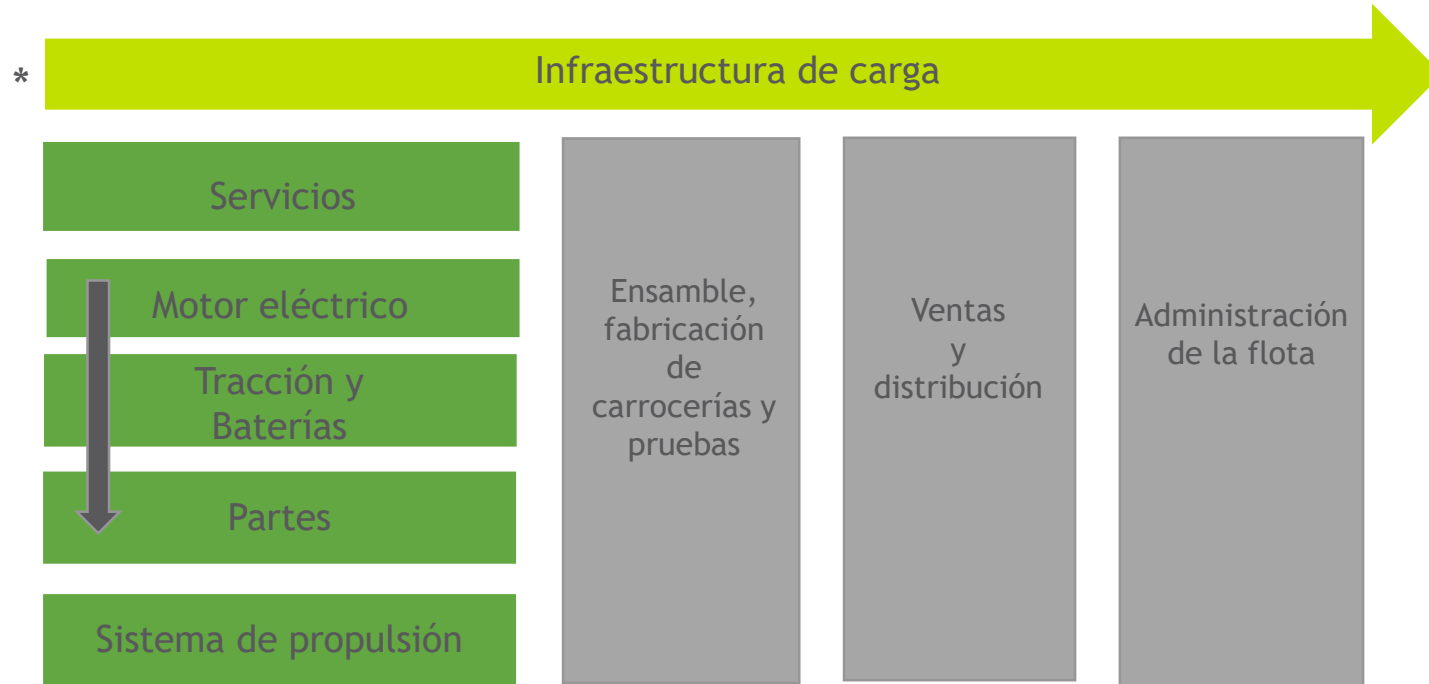 *
Infraestructura de carga
Servicios
Motor eléctrico
Tracción y
Baterías
Partes
Sistema de propulsión
Ensamble,
fabricación
de
carrocerías y
pruebas
Ventas
y
distribución
Administración
de la flota